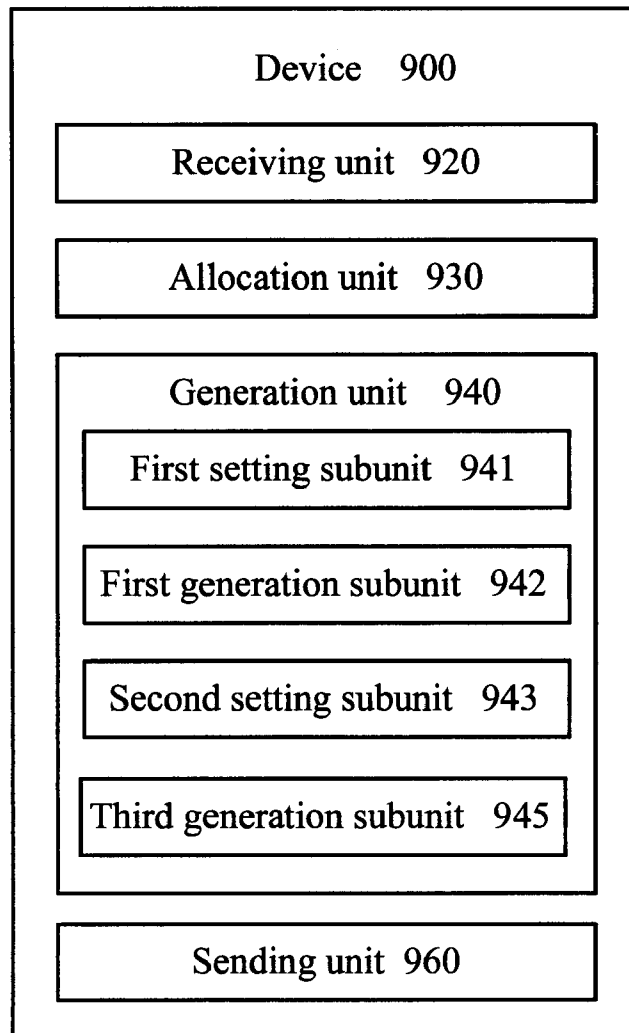 Device 900
Receiving unit 920
Allocation unit 930
Generation unit 940
First setting subunit 941
First generation subunit 942
Second setting subunit 943
Third generation subunit 945
Sending unit 960